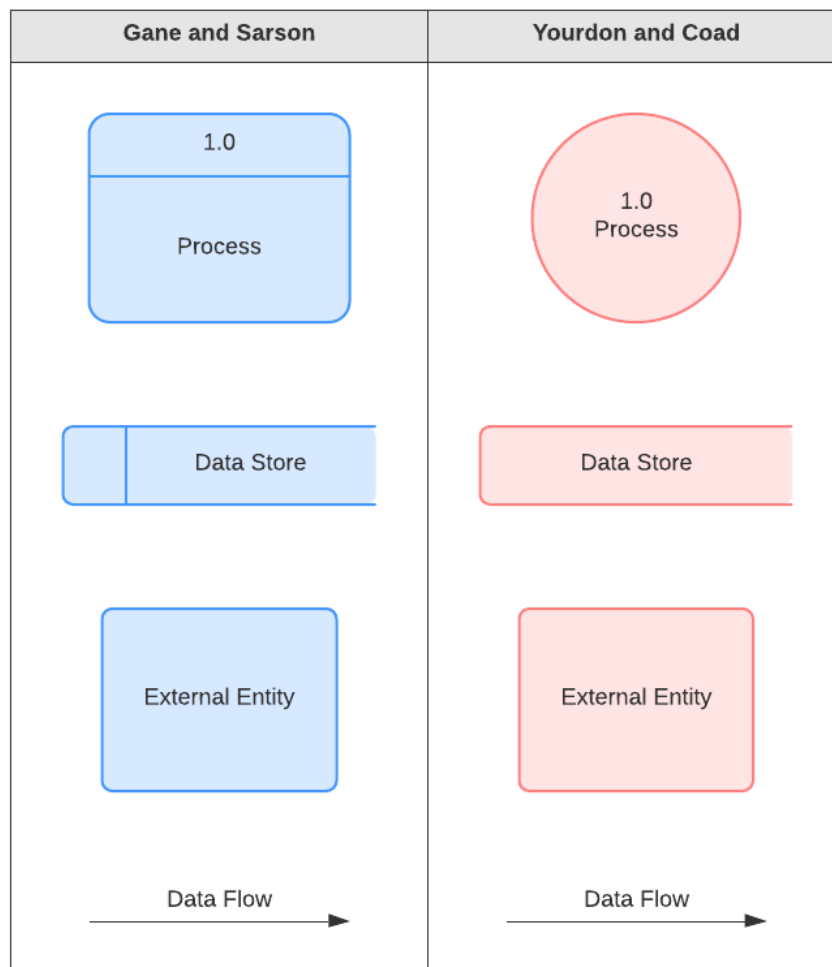 Gane and Sarson
Yourdon and Coad
1.0
Process
1.0
Process
Data Store
Data Store
External Entity
External Entity
Data Flow
Data Flow